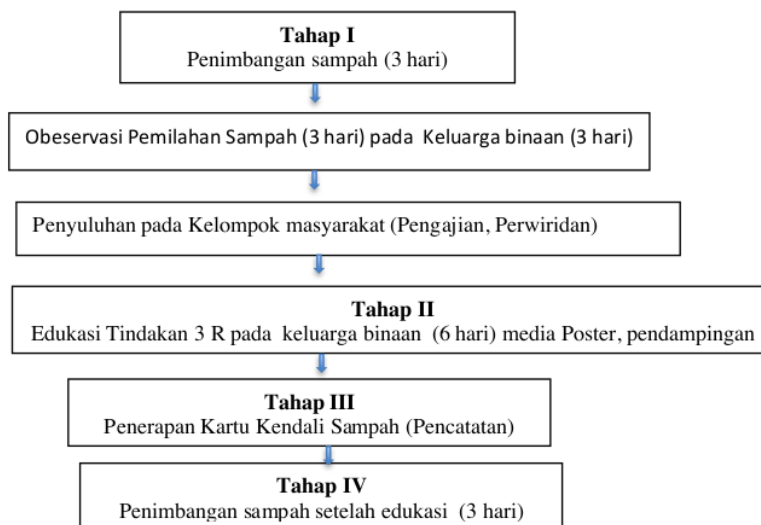 Tahap I
Penimbangan sampah (3 hari)
Obeservasi Pemilahan Sampah (3 hari) pada Keluarga binaan (3 hari)
Penyuluhan pada Kelompok masyarakat (Pengajian, Perwiridan)
Tahap II
Edukasi Tindakan 3 R pada keluarga binaan (6 hari) media Poster, pendampingan
Tahap III
Penerapan Kartu Kendali Sampah (Pencatatan)
Tahap IV
Penimbangan sampah setelah edukasi (3 hari)